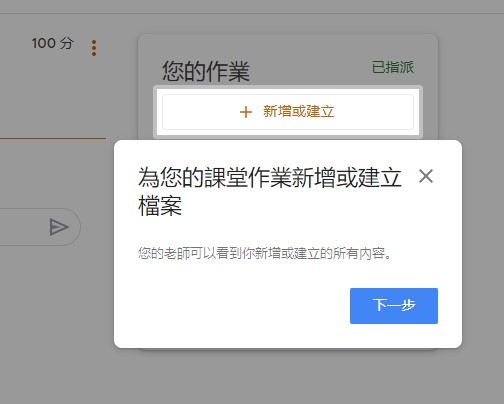 100 分
您的作業
已指派
新增或建立
為您的課堂作業新增或建立
檔案
您的老師可以看到你新增或建立的所有內容。
下一步